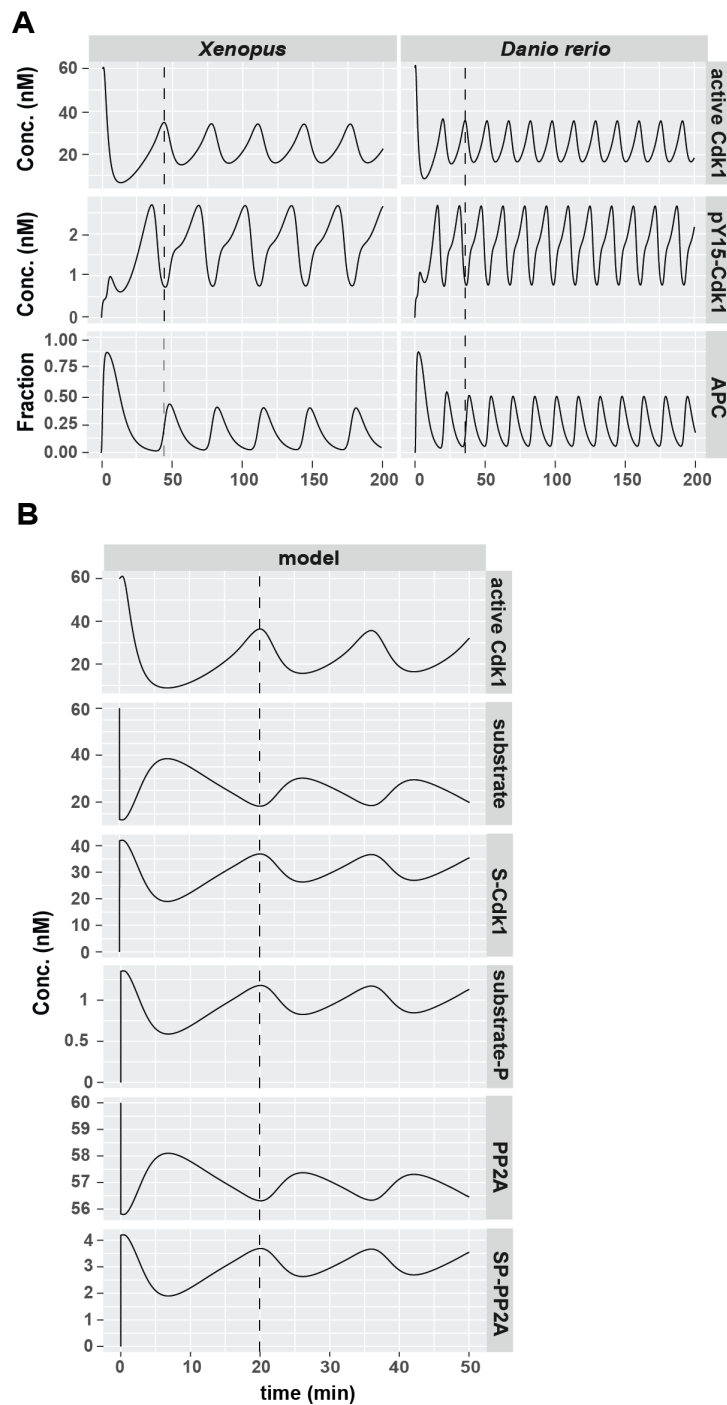 A
Xenopus
Danio rerio
Conc. (nM)
60
40
20
active Cdk1
Conc. (nM)
2
1
0
pY15-Cdk1
Fraction
1.00
0.75
0.50
0.25
0.00
APC
0 50 100 150 200
0 50 100 150 200
B
model
60
40
20
active Cdk1
60
40
20
substrate
40
30
20
10
0
S-Cdk1
Conc. (nM)
1
0.5
0
substrate-P
60
59
58
57
56
PP2A
4
3
2
1
0
SP-PP2A
0 10 20 30 40 50
time (min)